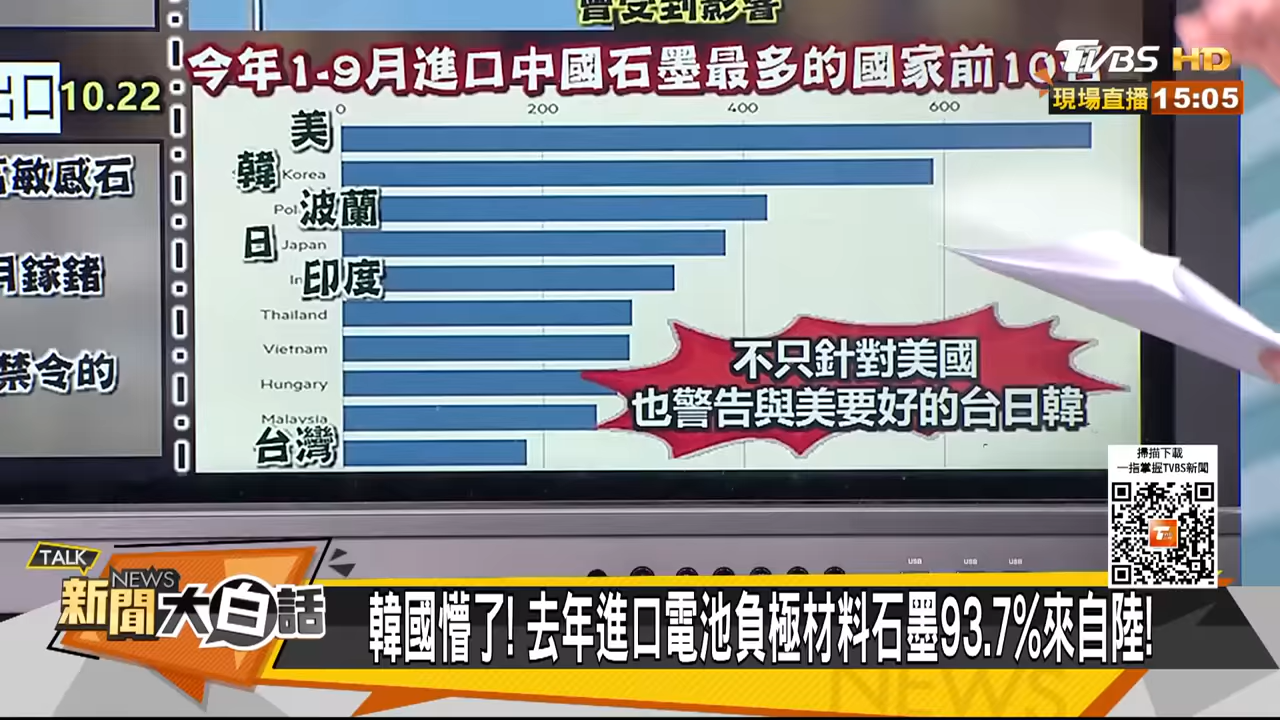 會受到影響
今年1-9月進口中國石墨最多的國家前10名
TVBS HD
現場直播 15:05
出口 10.22
敏感石
月鎵鍺
禁令的
0 200 400 600
美
韓 Korea
波蘭
日 Japan
印度
Thailand
Vietnam
Hungary
Malaysia
台灣
不只針對美國
也警告與美要好的台日韓
掃描下載
一指掌握TVBS新聞
USB USB USB
TALK
NEWS
新聞大白話
韓國懵了! 去年進口電池負極材料石墨93.7%來自陸!
NEWS